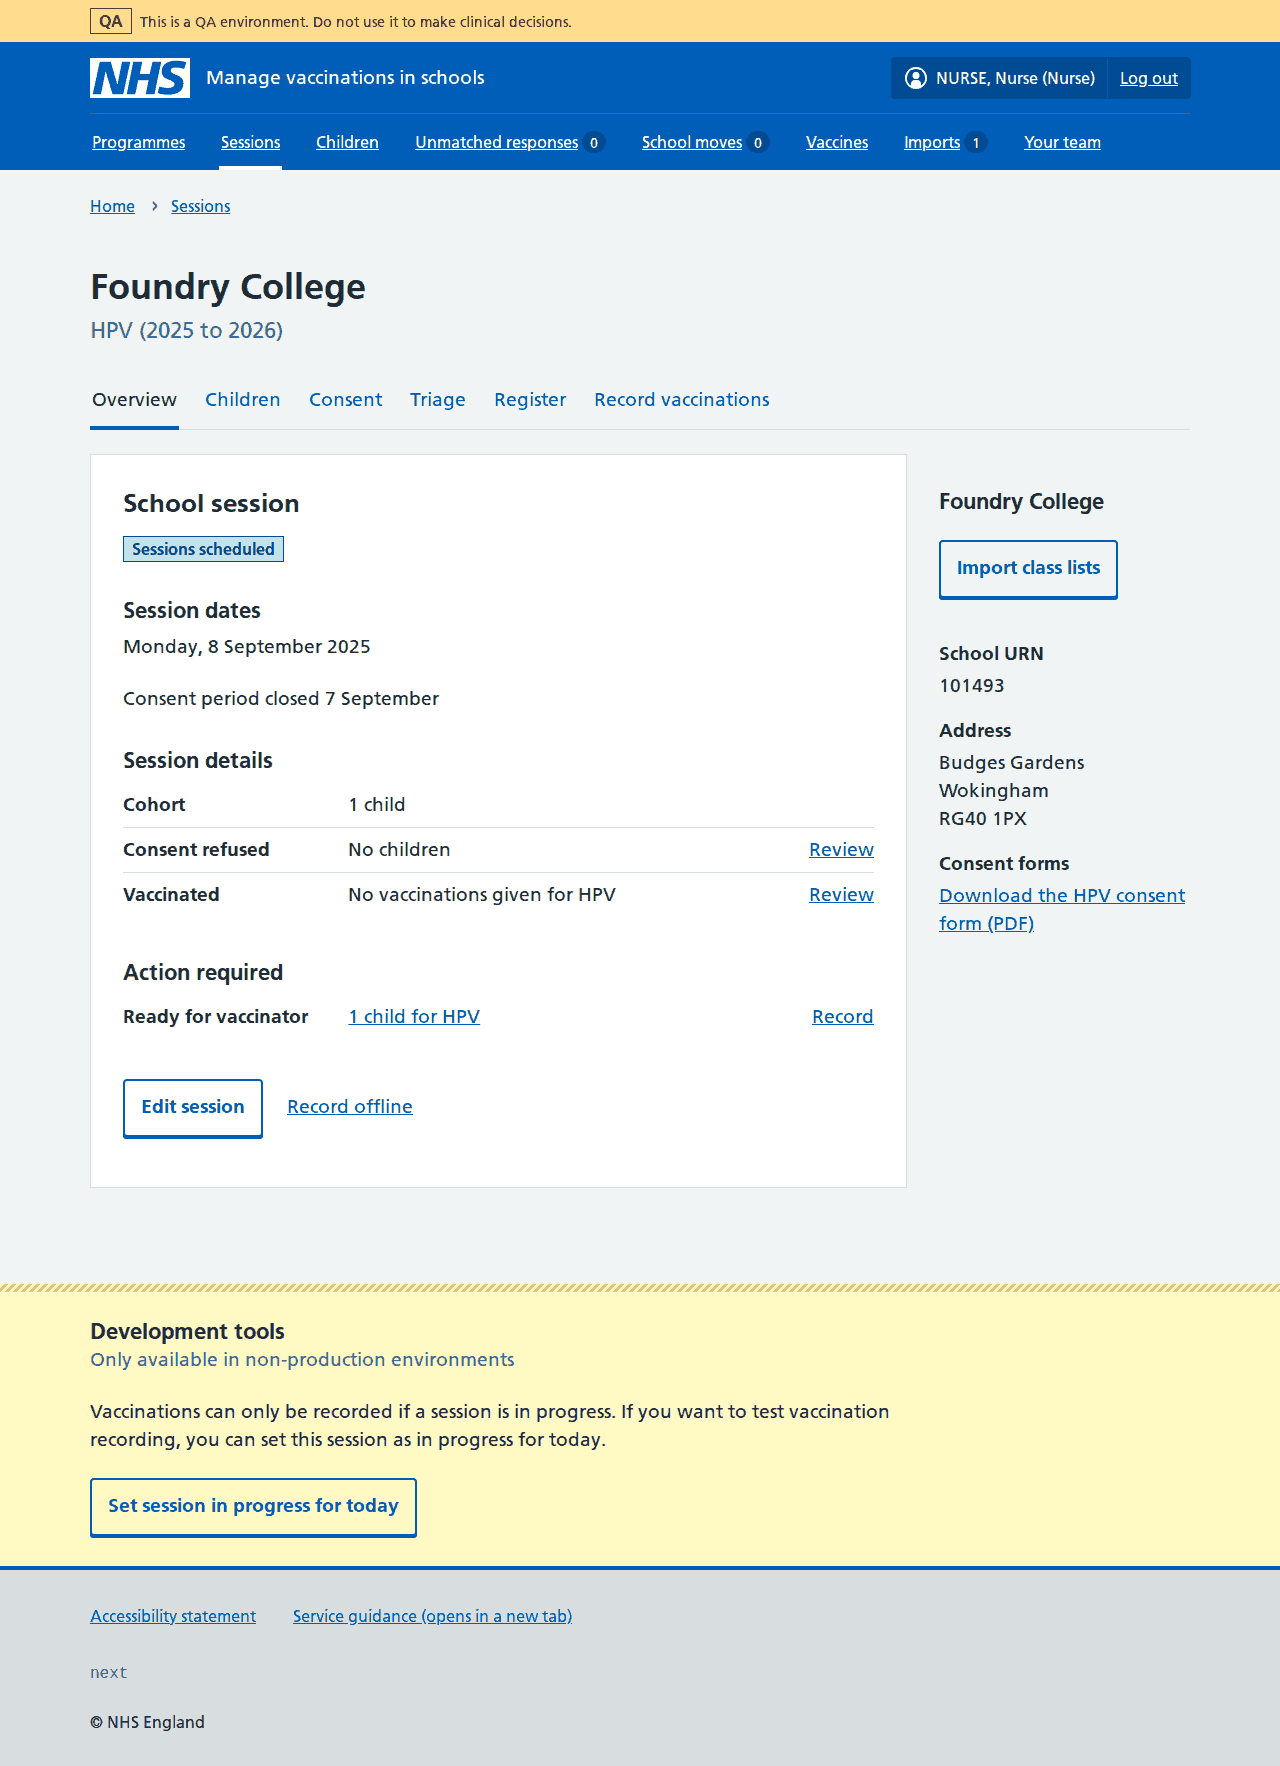 QA This is a QA environment. Do not use it to make clinical decisions.
NHS Manage vaccinations in schools NURSE, Nurse (Nurse) Log out
Programmes Sessions Children Unmatched responses 0 School moves 0 Vaccines Imports 1 Your team
Home › Sessions
Foundry College
HPV (2025 to 2026)
Overview Children Consent Triage Register Record vaccinations
School session
Sessions scheduled
Session dates
Monday, 8 September 2025
Consent period closed 7 September
Session details
Cohort 1 child
Consent refused No children Review
Vaccinated No vaccinations given for HPV Review
Action required
Ready for vaccinator 1 child for HPV Record
Edit session Record offline
Foundry College
Import class lists
School URN
101493
Address
Budges Gardens
Wokingham
RG40 1PX
Consent forms
Download the HPV consent
form (PDF)
Development tools
Only available in non-production environments
Vaccinations can only be recorded if a session is in progress. If you want to test vaccination
recording, you can set this session as in progress for today.
Set session in progress for today
Accessibility statement Service guidance (opens in a new tab)
next
© NHS England